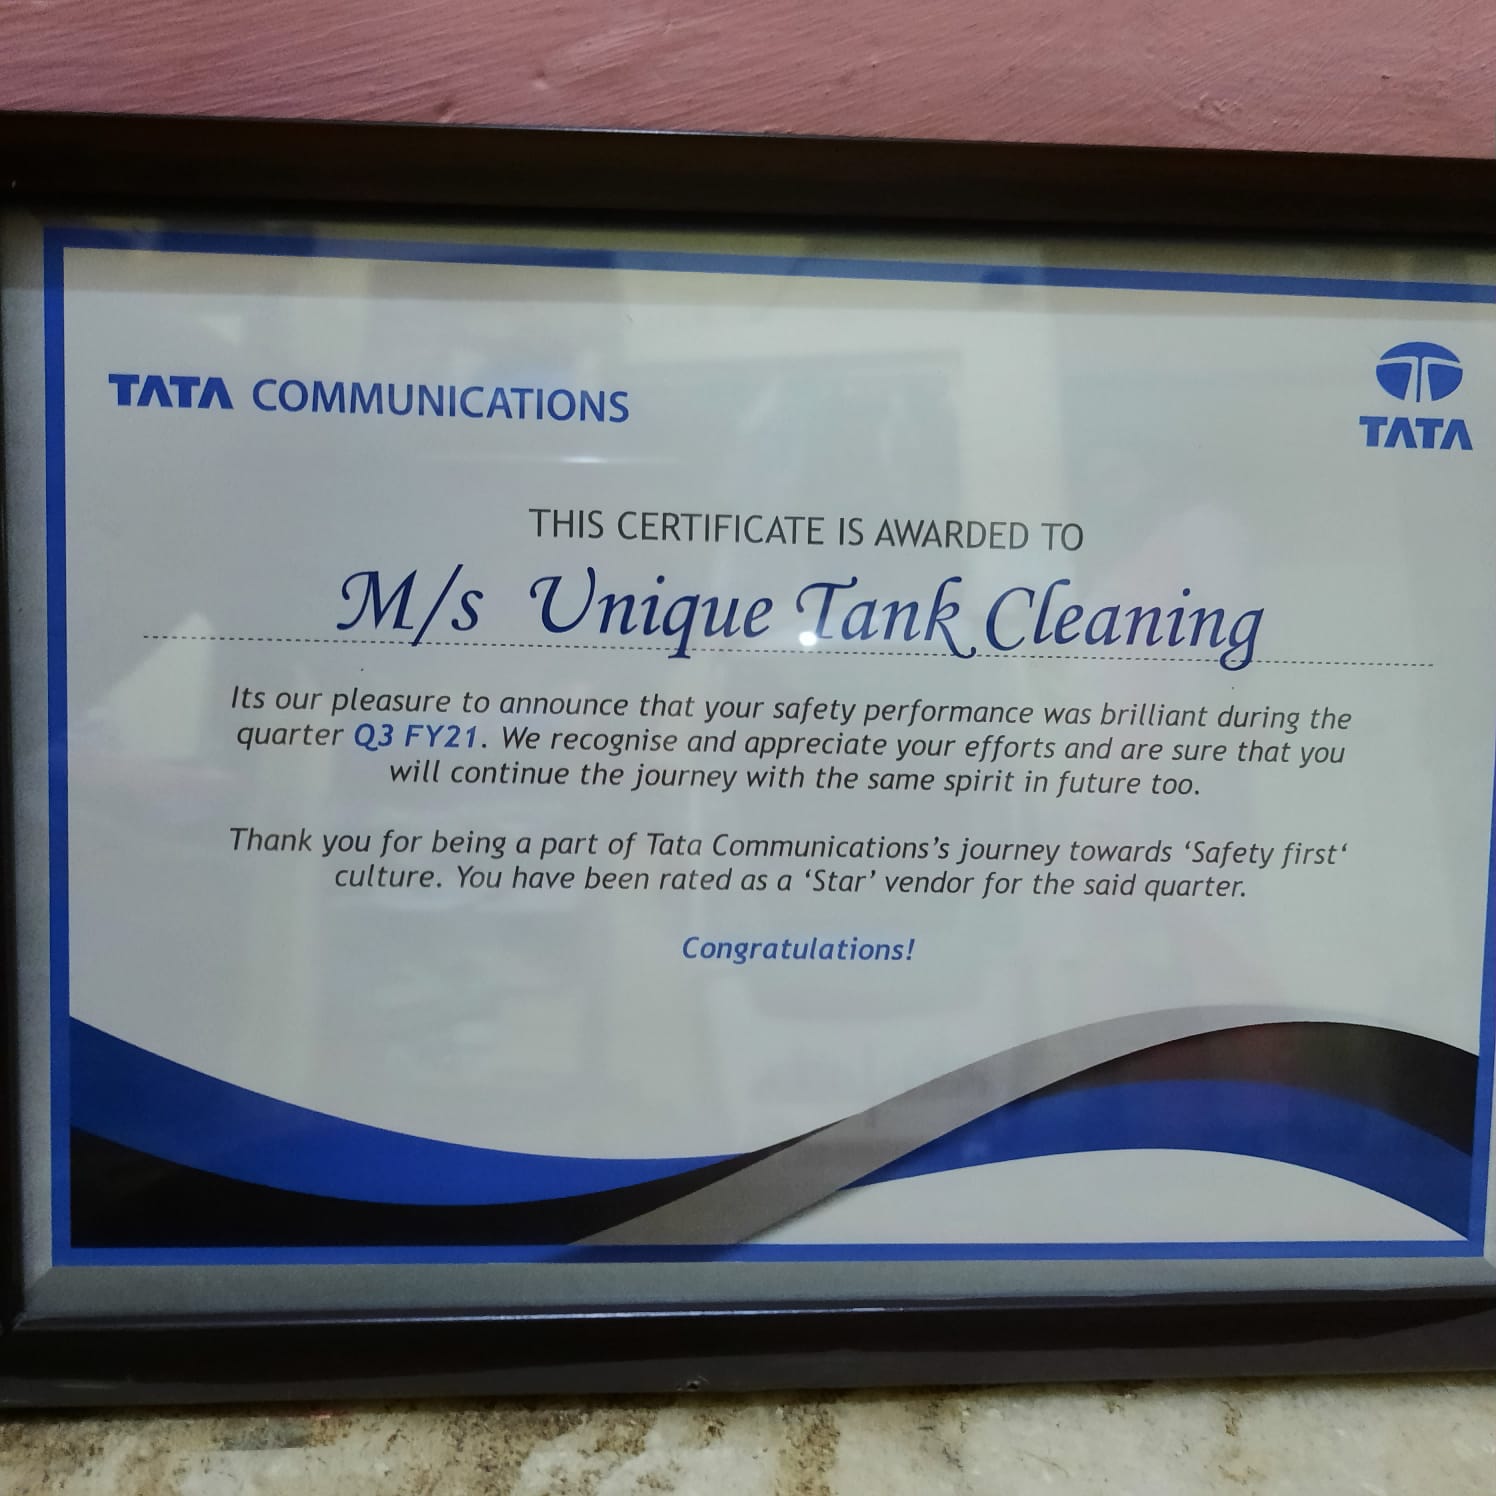 TATA COMMUNICATIONS
TATA
THIS CERTIFICATE IS AWARDED TO
M/s Unique Tank Cleaning
Its our pleasure to announce that your safety performance was brilliant during the
quarter Q3 FY21. We recognise and appreciate your efforts and are sure that you
will continue the journey with the same spirit in future too.
Thank you for being a part of Tata Communications’s journey towards ‘Safety first‘
culture. You have been rated as a ‘Star’ vendor for the said quarter.
Congratulations!